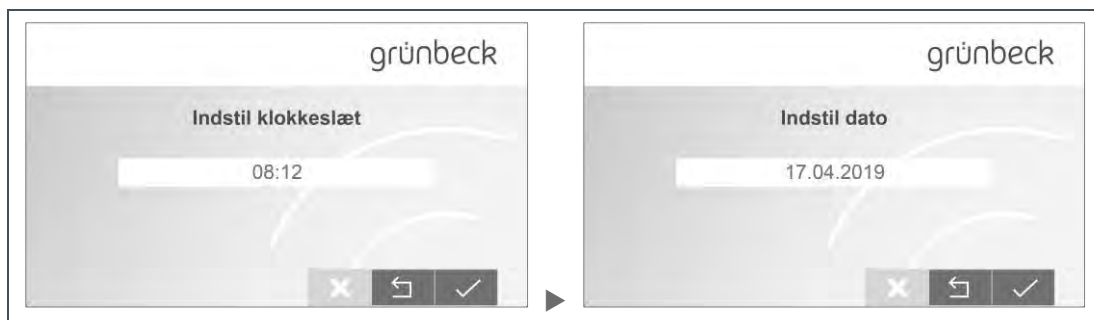 grünbeck
Indstil klokkeslæt
08:12
grünbeck
Indstil dato
17.04.2019